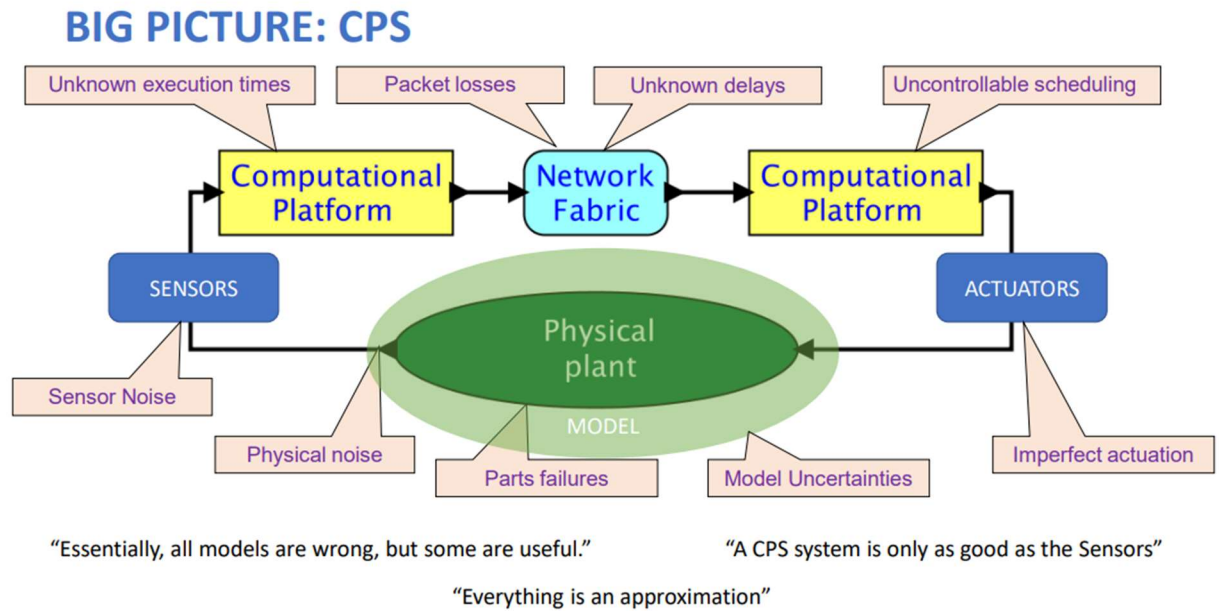 BIG PICTURE: CPS
Unknown execution times
Packet losses
Unknown delays
Uncontrollable scheduling
Computational
Platform
Network
Fabric
Computational
Platform
SENSORS
ACTUATORS
Physical
plant
MODEL
Sensor Noise
Physical noise
Parts failures
Model Uncertainties
Imperfect actuation
“Essentially, all models are wrong, but some are useful.”
“A CPS system is only as good as the Sensors”
“Everything is an approximation”